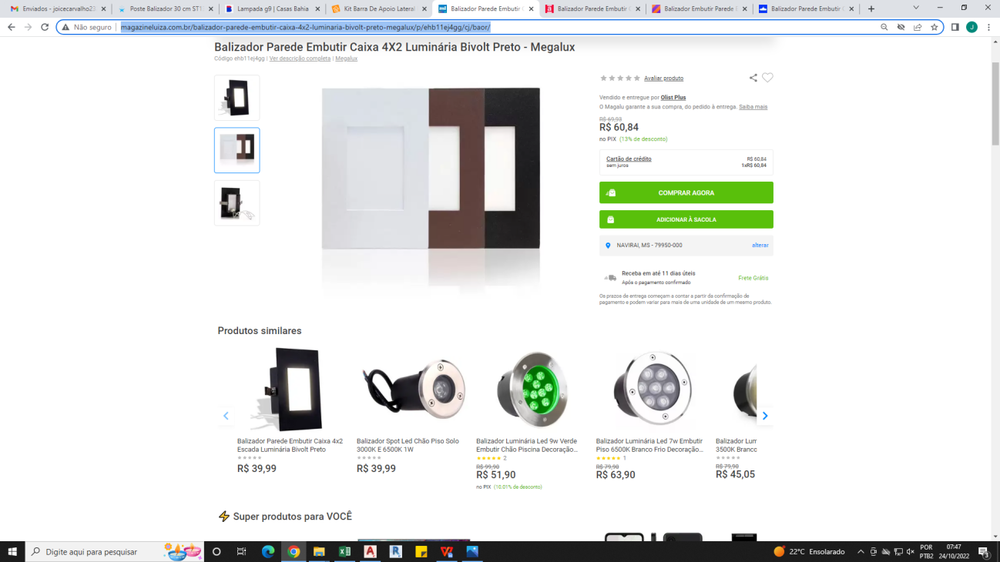 Enviados - joicecarvalho23
Poste Balizador 30 cm ST1
Lampada g9 | Casas Bahia
Kit Barra De Apoio Lateral
Balizador Parede Embutir C
Balizador Parede Embutir C
Balizador Embutir Parede E
Balizador Parede Embutir C
Não seguro
magazineluiza.com.br/balizador-parede-embutir-caixa-4x2-luminaria-bivolt-preto-megalux/p/ehb11ej4gg/cj/baor/
Balizador Parede Embutir Caixa 4X2 Luminária Bivolt Preto - Megalux
Código ehb11ej4gg | Ver descrição completa | Megalux
Avaliar produto
Vendido e entregue por Olist Plus
O Magalu garante a sua compra, do pedido à entrega. Saiba mais
R$ 69,93
R$ 60,84
no PIX (13% de desconto)
Cartão de crédito R$ 60,84
sem juros 1xR$ 60,84
COMPRAR AGORA
ADICIONAR À SACOLA
NAVIRAI, MS - 79950-000 alterar
Receba em até 11 dias úteis
Após o pagamento confirmado
Frete Grátis
Os prazos de entrega começam a contar a partir da confirmação de
pagamento e podem variar para mais de uma unidade de um mesmo produto.
Produtos similares
Balizador Parede Embutir Caixa 4x2
Escada Luminária Bivolt Preto
R$ 39,99
Balizador Spot Led Chão Piso Solo
3000K E 6500K 1W
R$ 39,99
Balizador Luminária Led 9w Verde
Embutir Chão Piscina Decoração...
2
R$ 99,90
R$ 51,90
no PIX (10.01% de desconto)
Balizador Luminária Led 7w Embutir
Piso 6500K Branco Frio Decoração...
1
R$ 79,90
R$ 63,90
Balizador Lum
3500K Branc
R$ 79,90
R$ 45,05
Super produtos para VOCÊ
Digite aqui para pesquisar
22°C Ensolarado
POR
PTB2
07:47
24/10/2022
3